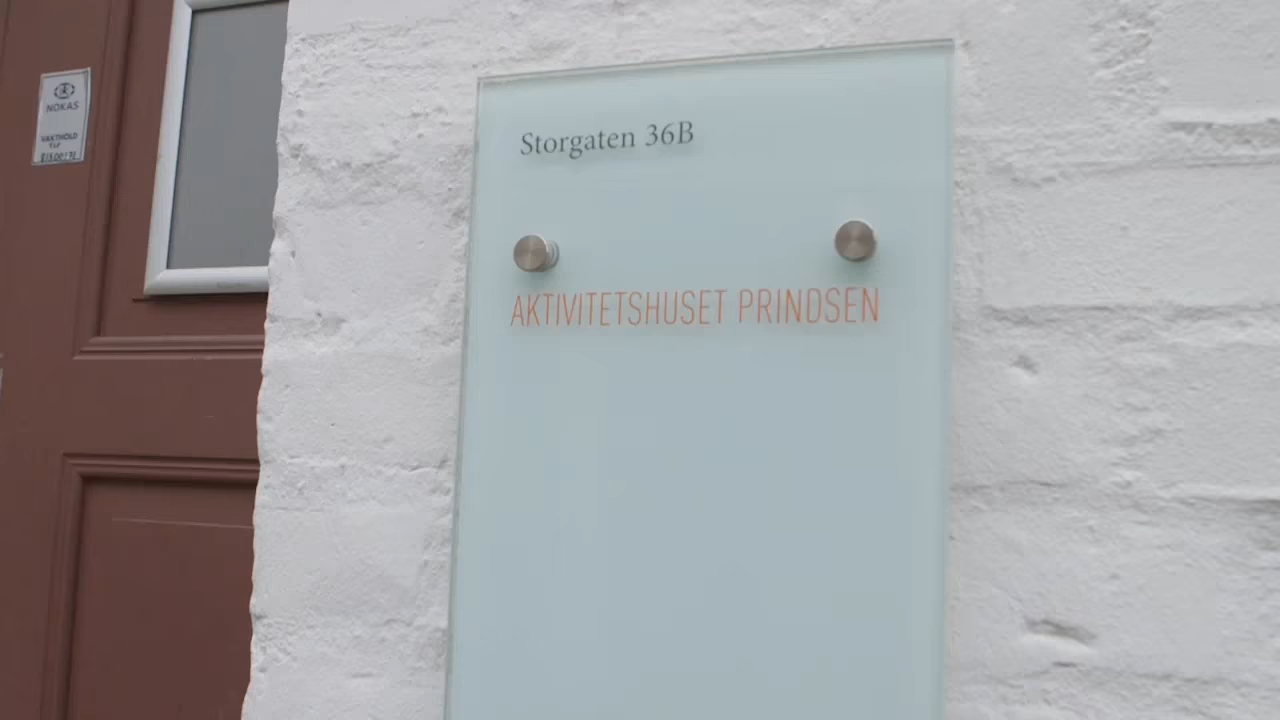 NOKAS
VAKTHOLD
TLF
Storgaten 36B
AKTIVITETSHUSET PRINDSEN